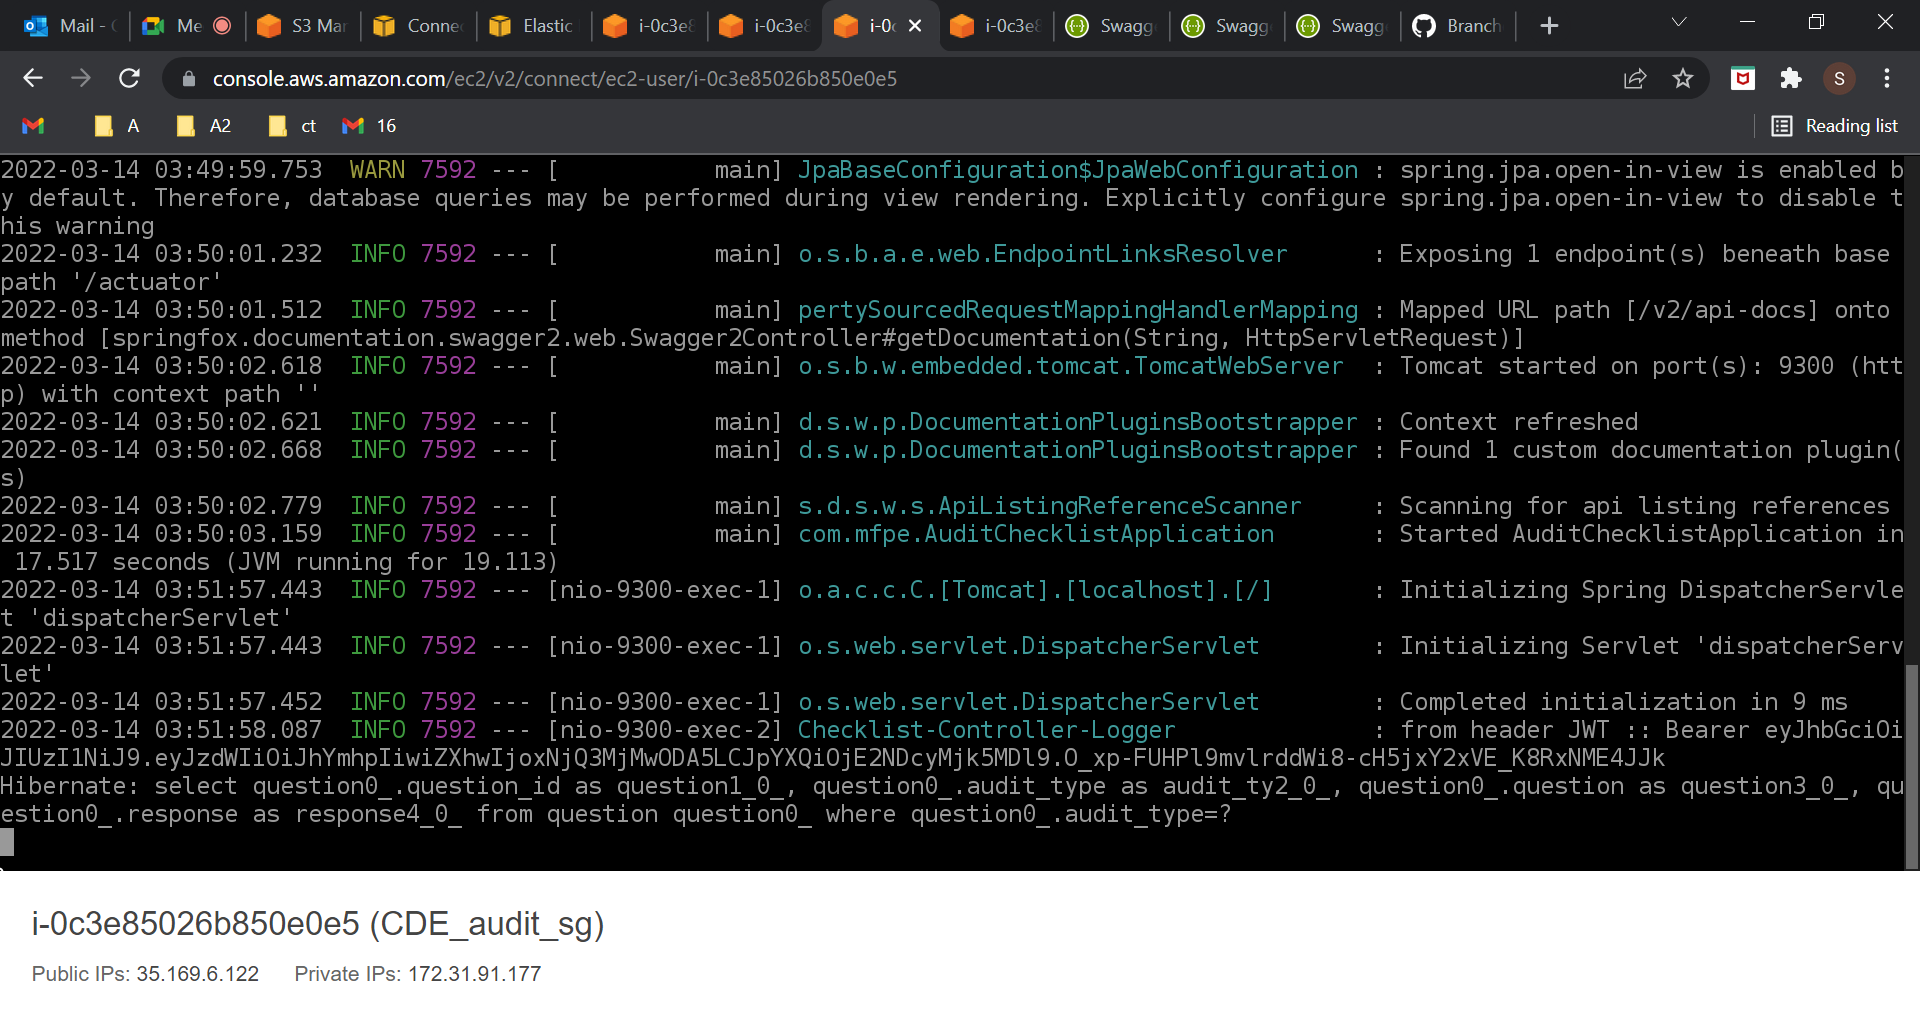 Mail - Me S3 Mar Connec Elastic i-0c3e8 i-0c3e8 i-0c i-0c3e8 Swagg Swagg Swagg Branch
console.aws.amazon.com/ec2/v2/connect/ec2-user/i-0c3e85026b850e0e5 S
A A2 ct 16 Reading list
2022-03-14 03:49:59.753 WARN 7592 --- [ main] JpaBaseConfiguration$JpaWebConfiguration : spring.jpa.open-in-view is enabled b
y default. Therefore, database queries may be performed during view rendering. Explicitly configure spring.jpa.open-in-view to disable t
his warning
2022-03-14 03:50:01.232 INFO 7592 --- [ main] o.s.b.a.e.web.EndpointLinksResolver : Exposing 1 endpoint(s) beneath base
path '/actuator'
2022-03-14 03:50:01.512 INFO 7592 --- [ main] pertySourcedRequestMappingHandlerMapping : Mapped URL path [/v2/api-docs] onto
method [springfox.documentation.swagger2.web.Swagger2Controller#getDocumentation(String, HttpServletRequest)]
2022-03-14 03:50:02.618 INFO 7592 --- [ main] o.s.b.w.embedded.tomcat.TomcatWebServer : Tomcat started on port(s): 9300 (htt
p) with context path ''
2022-03-14 03:50:02.621 INFO 7592 --- [ main] d.s.w.p.DocumentationPluginsBootstrapper : Context refreshed
2022-03-14 03:50:02.668 INFO 7592 --- [ main] d.s.w.p.DocumentationPluginsBootstrapper : Found 1 custom documentation plugin(
s)
2022-03-14 03:50:02.779 INFO 7592 --- [ main] s.d.s.w.s.ApiListingReferenceScanner : Scanning for api listing references
2022-03-14 03:50:03.159 INFO 7592 --- [ main] com.mfpe.AuditChecklistApplication : Started AuditChecklistApplication in
17.517 seconds (JVM running for 19.113)
2022-03-14 03:51:57.443 INFO 7592 --- [nio-9300-exec-1] o.a.c.c.C.[Tomcat].[localhost].[/] : Initializing Spring DispatcherServle
t 'dispatcherServlet'
2022-03-14 03:51:57.443 INFO 7592 --- [nio-9300-exec-1] o.s.web.servlet.DispatcherServlet : Initializing Servlet 'dispatcherServ
let'
2022-03-14 03:51:57.452 INFO 7592 --- [nio-9300-exec-1] o.s.web.servlet.DispatcherServlet : Completed initialization in 9 ms
2022-03-14 03:51:58.087 INFO 7592 --- [nio-9300-exec-2] Checklist-Controller-Logger : from header JWT :: Bearer eyJhbGciOi
JIUzI1NiJ9.eyJzdWIiOiJhYmhpIiwiZXhwIjoxNjQ3MjMwODA5LCJpYXQiOjE2NDcyMjk5MDl9.O_xp-FUHPl9mvlrddWi8-cH5jxY2xVE_K8RxNME4JJk
Hibernate: select question0_.question_id as question1_0_, question0_.audit_type as audit_ty2_0_, question0_.question as question3_0_, qu
estion0_.response as response4_0_ from question question0_ where question0_.audit_type=?
i-0c3e85026b850e0e5 (CDE_audit_sg)
Public IPs: 35.169.6.122 Private IPs: 172.31.91.177